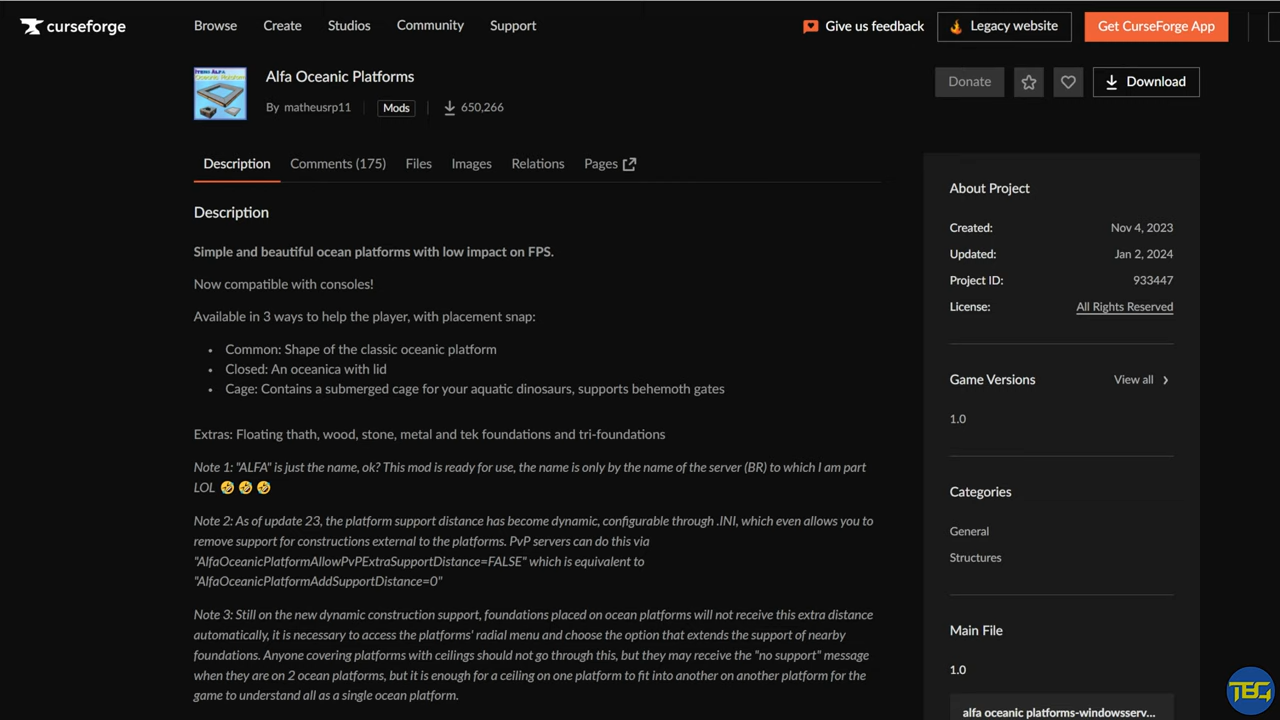 curseforge
Browse
Create
Studios
Community
Support
Give us feedback
Legacy website
Get CurseForge App
Alfa Oceanic Platforms
By matheusrp11
Mods
650,266
Donate
Download
Description
Comments (175)
Files
Images
Relations
Pages
Description
Simple and beautiful ocean platforms with low impact on FPS.
Now compatible with consoles!
Available in 3 ways to help the player, with placement snap:
• Common: Shape of the classic oceanic platform
• Closed: An oceanica with lid
• Cage: Contains a submerged cage for your aquatic dinosaurs, supports behemoth gates
Extras: Floating thath, wood, stone, metal and tek foundations and tri-foundations
Note 1: "ALFA" is just the name, ok? This mod is ready for use, the name is only by the name of the server (BR) to which I am part
LOL 🤣 🤣 🤣
Note 2: As of update 23, the platform support distance has become dynamic, configurable through .INI, which even allows you to
remove support for constructions external to the platforms. PvP servers can do this via
"AlfaOceanicPlatformAllowPvPExtraSupportDistance=FALSE" which is equivalent to
"AlfaOceanicPlatformAddSupportDistance=0"
Note 3: Still on the new dynamic construction support, foundations placed on ocean platforms will not receive this extra distance
automatically, it is necessary to access the platforms' radial menu and choose the option that extends the support of nearby
foundations. Anyone covering platforms with ceilings should not go through this, but they may receive the "no support" message
when they are on 2 ocean platforms, but it is enough for a ceiling on one platform to fit into another on another platform for the
game to understand all as a single ocean platform.
About Project
Created: Nov 4, 2023
Updated: Jan 2, 2024
Project ID: 933447
License: All Rights Reserved
Game Versions
View all
1.0
Categories
General
Structures
Main File
1.0
alfa oceanic platforms-windowsserv...
TBG